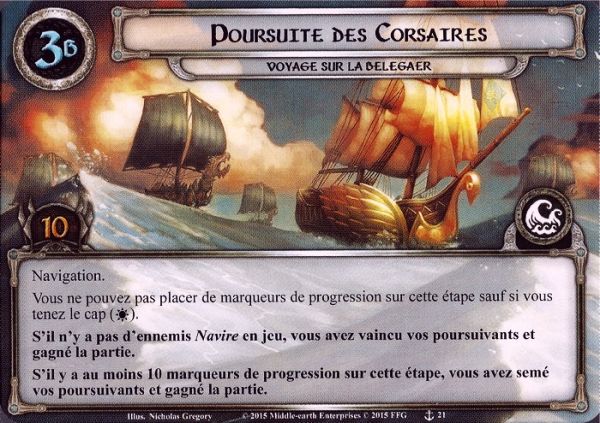 3B
POURSUITE DES CORSAIRES
VOYAGE SUR LA BELEGAER
10
Navigation.
Vous ne pouvez pas placer de marqueurs de progression sur cette étape sauf si vous
tenez le cap (☀).
S'il n'y a pas d'ennemis Navire en jeu, vous avez vaincu vos poursuivants et
gagné la partie.
S'il y a au moins 10 marqueurs de progression sur cette étape, vous avez semé
vos poursuivants et gagné la partie.
Illus. Nicholas Gregory ©2015 Middle-earth Enterprises © 2015 FFG 21